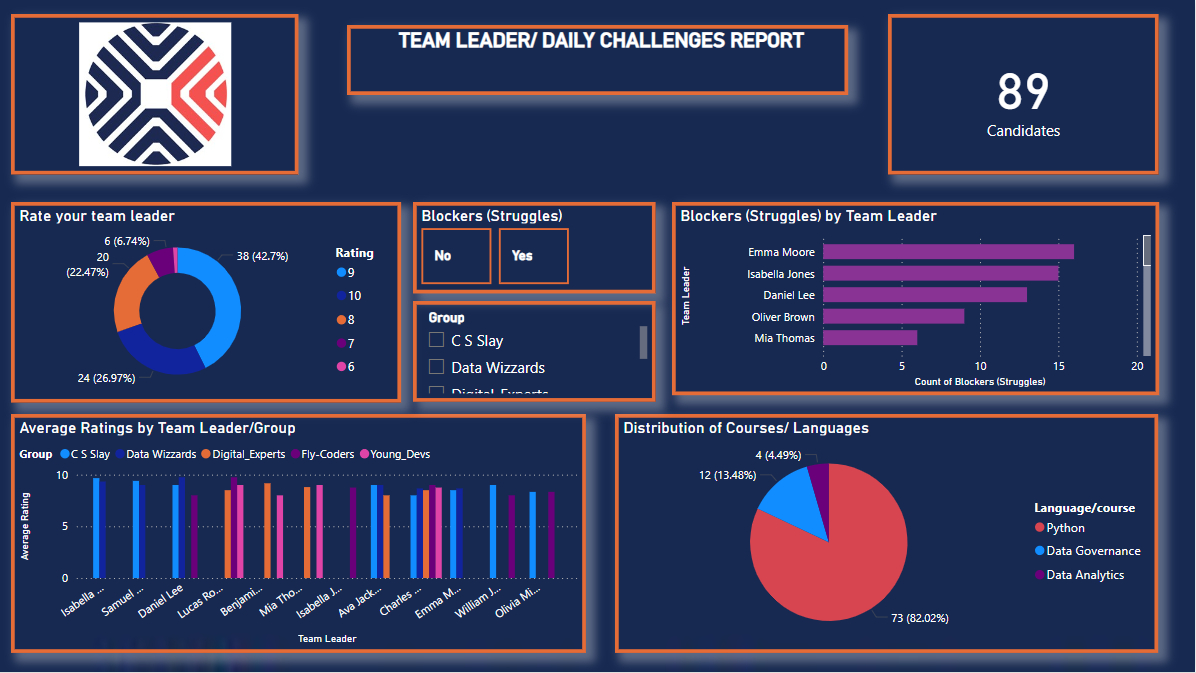 TEAM LEADER/ DAILY CHALLENGES REPORT
89
Candidates
Rate your team leader
6 (6.74%)
20
(22.47%)
38 (42.7%)
24 (26.97%)
Rating
9
10
8
7
6
Blockers (Struggles)
No
Yes
Group
C S Slay
Data Wizzards
Digital_Experts
Blockers (Struggles) by Team Leader
Team Leader
Emma Moore
Isabella Jones
Daniel Lee
Oliver Brown
Mia Thomas
0 5 10 15 20
Count of Blockers (Struggles)
Average Ratings by Team Leader/Group
Group C S Slay Data Wizzards Digital_Experts Fly-Coders Young_Devs
Average Rating
10
5
0
Isabella ... Samuel ... Daniel Lee Lucas Ro... Benjami... Mia Tho... Isabella J... Ava Jack... Charles ... Emma M... William J... Olivia Mi...
Team Leader
Distribution of Courses/ Languages
4 (4.49%)
12 (13.48%)
73 (82.02%)
Language/course
Python
Data Governance
Data Analytics